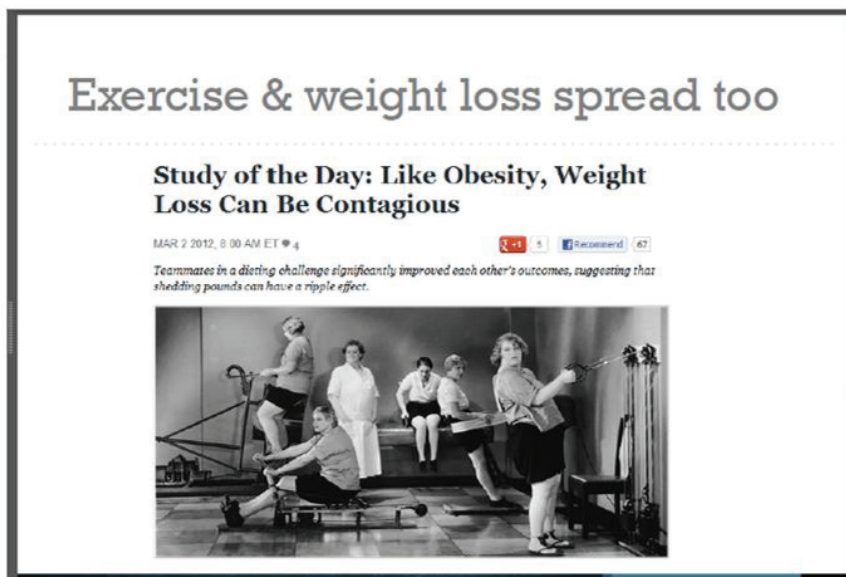 Exercise & weight loss spread too
Study of the Day: Like Obesity, Weight
Loss Can Be Contagious
MAR 2 2012, 8:00 AM ET 4
+1 5 Recommend 67
Teammates in a dieting challenge significantly improved each other's outcomes, suggesting that
shedding pounds can have a ripple effect.